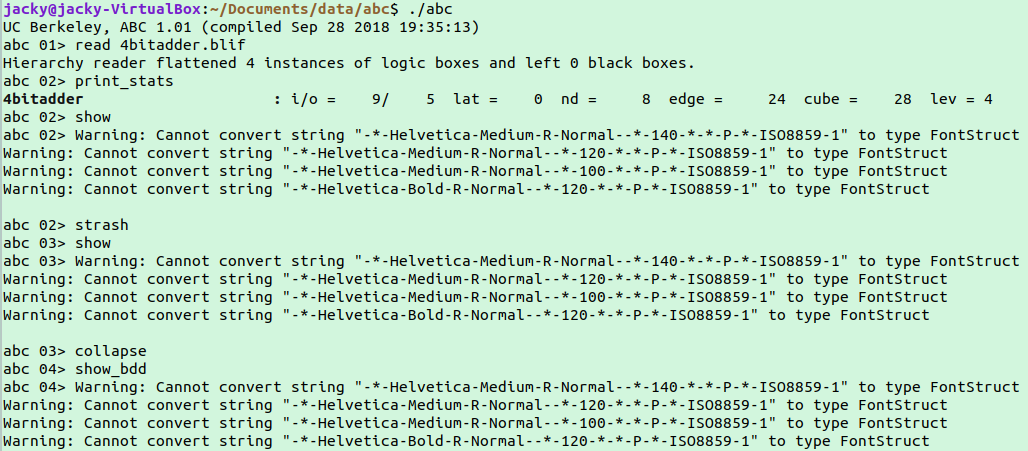 jacky@jacky-VirtualBox:~/Documents/data/abc$ ./abc
UC Berkeley, ABC 1.01 (compiled Sep 28 2018 19:35:13)
abc 01> read 4bitadder.blif
Hierarchy reader flattened 4 instances of logic boxes and left 0 black boxes.
abc 02> print_stats
4bitadder                     : i/o =    9/    5  lat =    0  nd =     8  edge =     24  cube =    28  lev = 4
abc 02> show
abc 02> Warning: Cannot convert string "-*-Helvetica-Medium-R-Normal--*-140-*-*-P-*-ISO8859-1" to type FontStruct
Warning: Cannot convert string "-*-Helvetica-Medium-R-Normal--*-120-*-*-P-*-ISO8859-1" to type FontStruct
Warning: Cannot convert string "-*-Helvetica-Medium-R-Normal--*-100-*-*-P-*-ISO8859-1" to type FontStruct
Warning: Cannot convert string "-*-Helvetica-Bold-R-Normal--*-120-*-*-P-*-ISO8859-1" to type FontStruct
abc 02> strash
abc 03> show
abc 03> Warning: Cannot convert string "-*-Helvetica-Medium-R-Normal--*-140-*-*-P-*-ISO8859-1" to type FontStruct
Warning: Cannot convert string "-*-Helvetica-Medium-R-Normal--*-120-*-*-P-*-ISO8859-1" to type FontStruct
Warning: Cannot convert string "-*-Helvetica-Medium-R-Normal--*-100-*-*-P-*-ISO8859-1" to type FontStruct
Warning: Cannot convert string "-*-Helvetica-Bold-R-Normal--*-120-*-*-P-*-ISO8859-1" to type FontStruct
abc 03> collapse
abc 04> show_bdd
abc 04> Warning: Cannot convert string "-*-Helvetica-Medium-R-Normal--*-140-*-*-P-*-ISO8859-1" to type FontStruct
Warning: Cannot convert string "-*-Helvetica-Medium-R-Normal--*-120-*-*-P-*-ISO8859-1" to type FontStruct
Warning: Cannot convert string "-*-Helvetica-Medium-R-Normal--*-100-*-*-P-*-ISO8859-1" to type FontStruct
Warning: Cannot convert string "-*-Helvetica-Bold-R-Normal--*-120-*-*-P-*-ISO8859-1" to type FontStruct